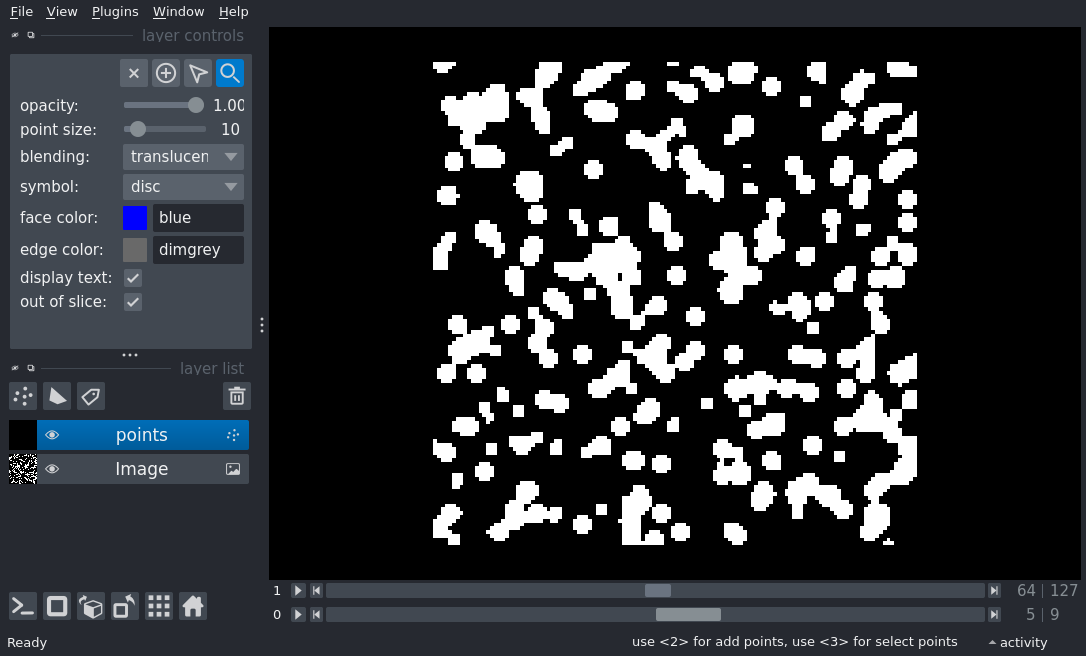 File View Plugins Window Help
layer controls
opacity: 1.00
point size: 10
blending: translucen
symbol: disc
face color: blue
edge color: dimgrey
display text:
out of slice:
layer list
points
Image
1 64 | 127
0 5 | 9
Ready use <2> for add points, use <3> for select points activity